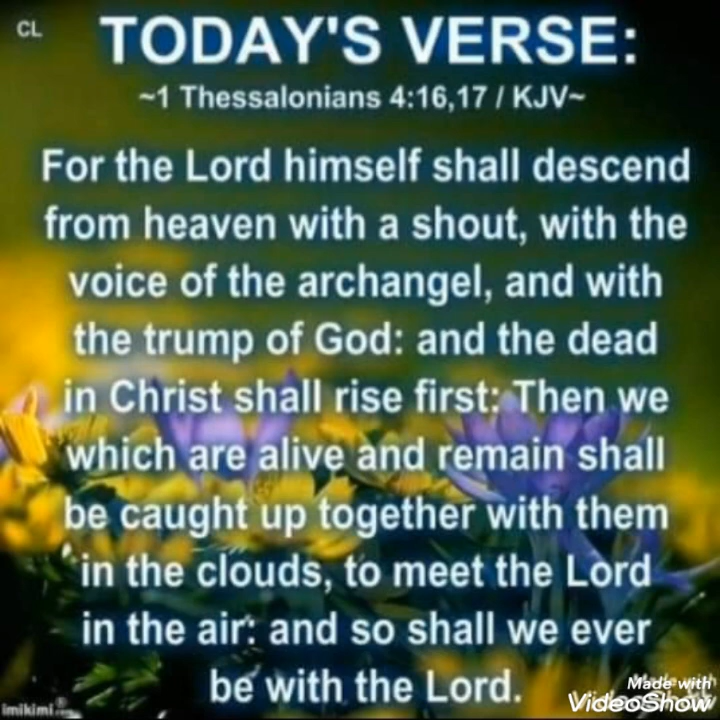 CL
TODAY'S VERSE:
~1 Thessalonians 4:16,17 / KJV~
For the Lord himself shall descend
from heaven with a shout, with the
voice of the archangel, and with
the trump of God: and the dead
in Christ shall rise first: Then we
which are alive and remain shall
be caught up together with them
in the clouds, to meet the Lord
in the air: and so shall we ever
be with the Lord.
Made with
VideoShow
imikimi